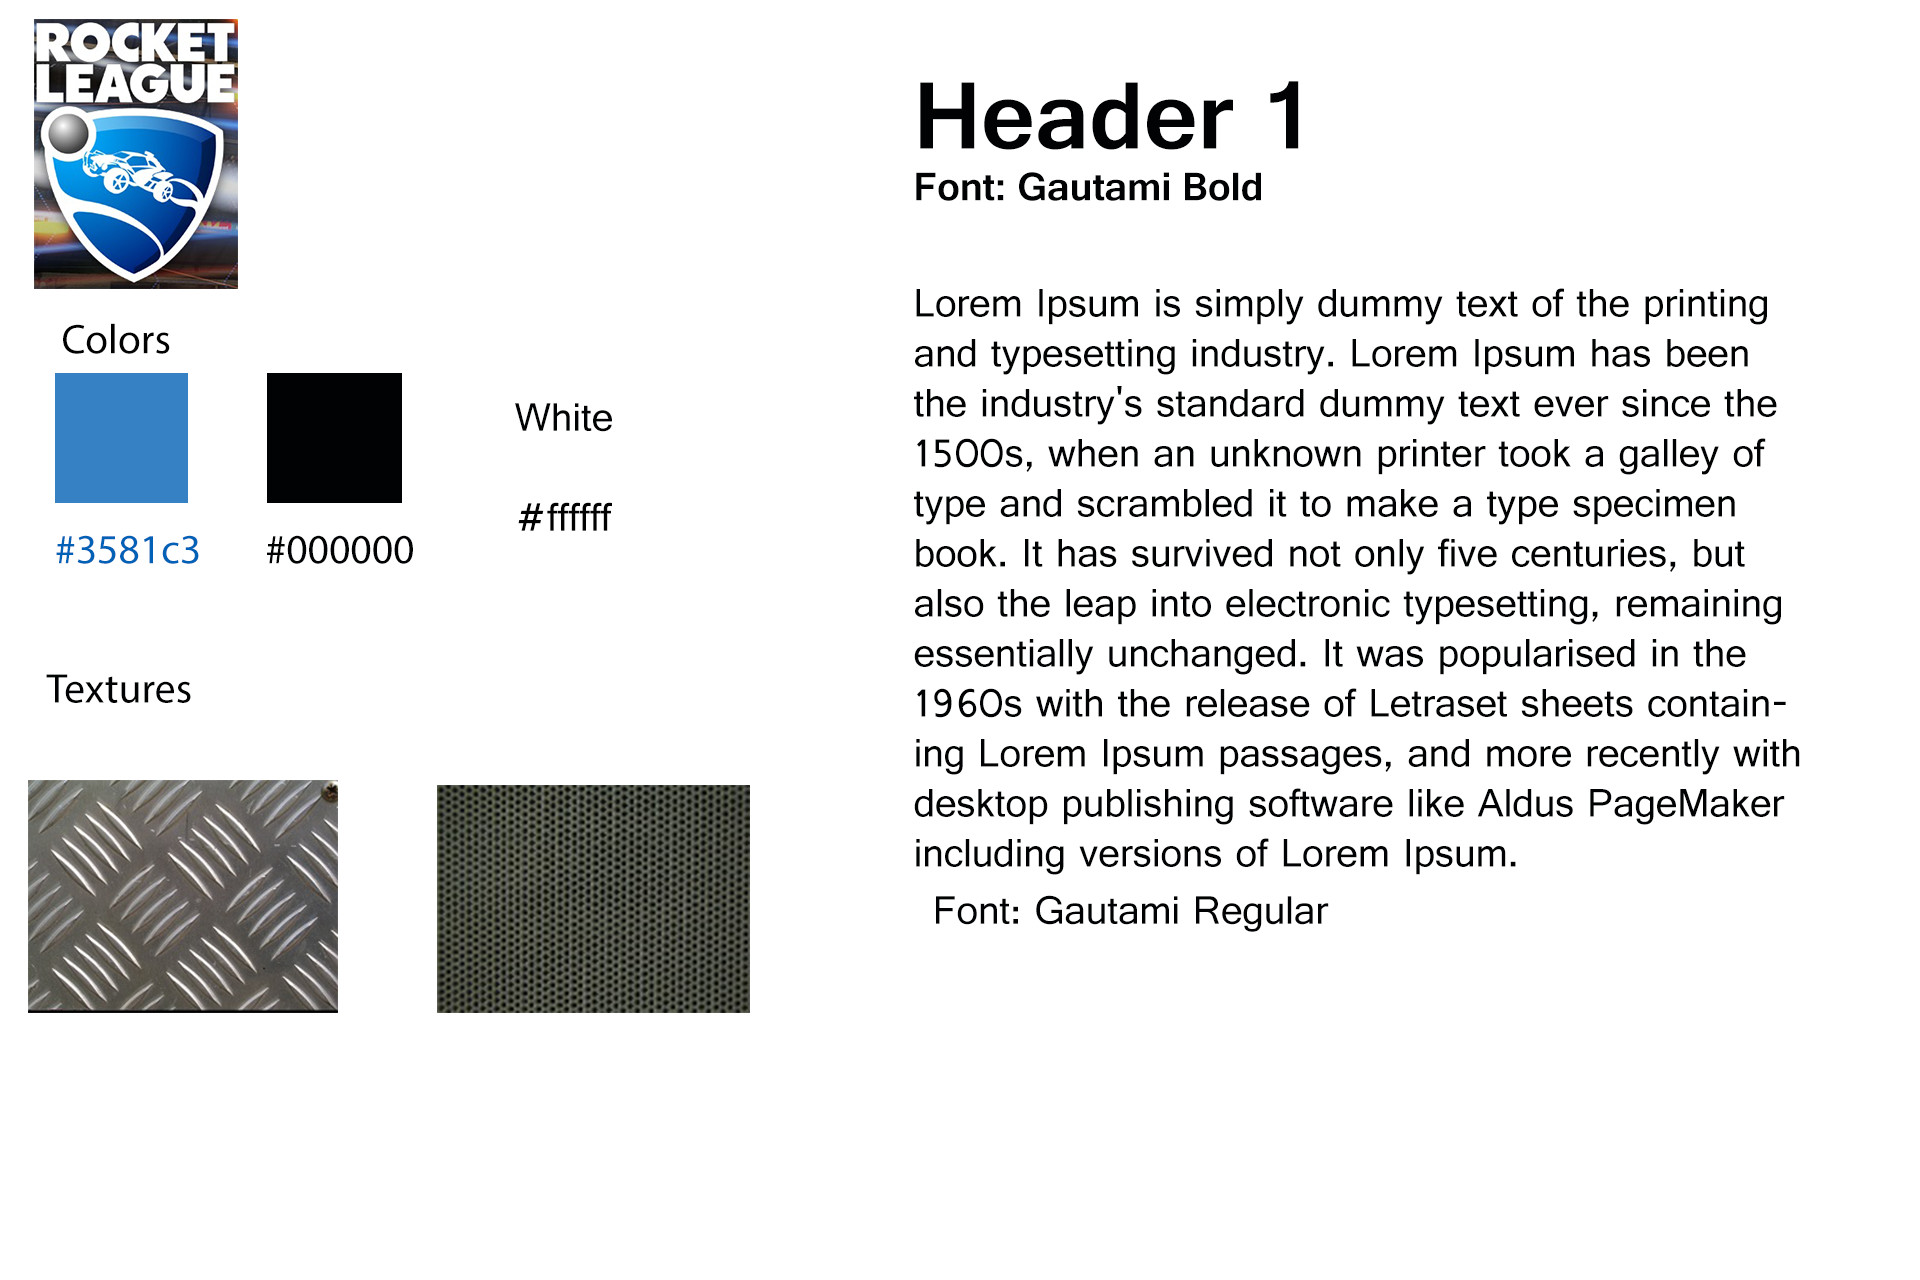 ROCKET
LEAGUE
Colors
#3581c3
#000000
White
#ffffff
Textures
Header 1
Font: Gautami Bold
Lorem Ipsum is simply dummy text of the printing
and typesetting industry. Lorem Ipsum has been
the industry's standard dummy text ever since the
1500s, when an unknown printer took a galley of
type and scrambled it to make a type specimen
book. It has survived not only five centuries, but
also the leap into electronic typesetting, remaining
essentially unchanged. It was popularised in the
1960s with the release of Letraset sheets contain-
ing Lorem Ipsum passages, and more recently with
desktop publishing software like Aldus PageMaker
including versions of Lorem Ipsum.
Font: Gautami Regular